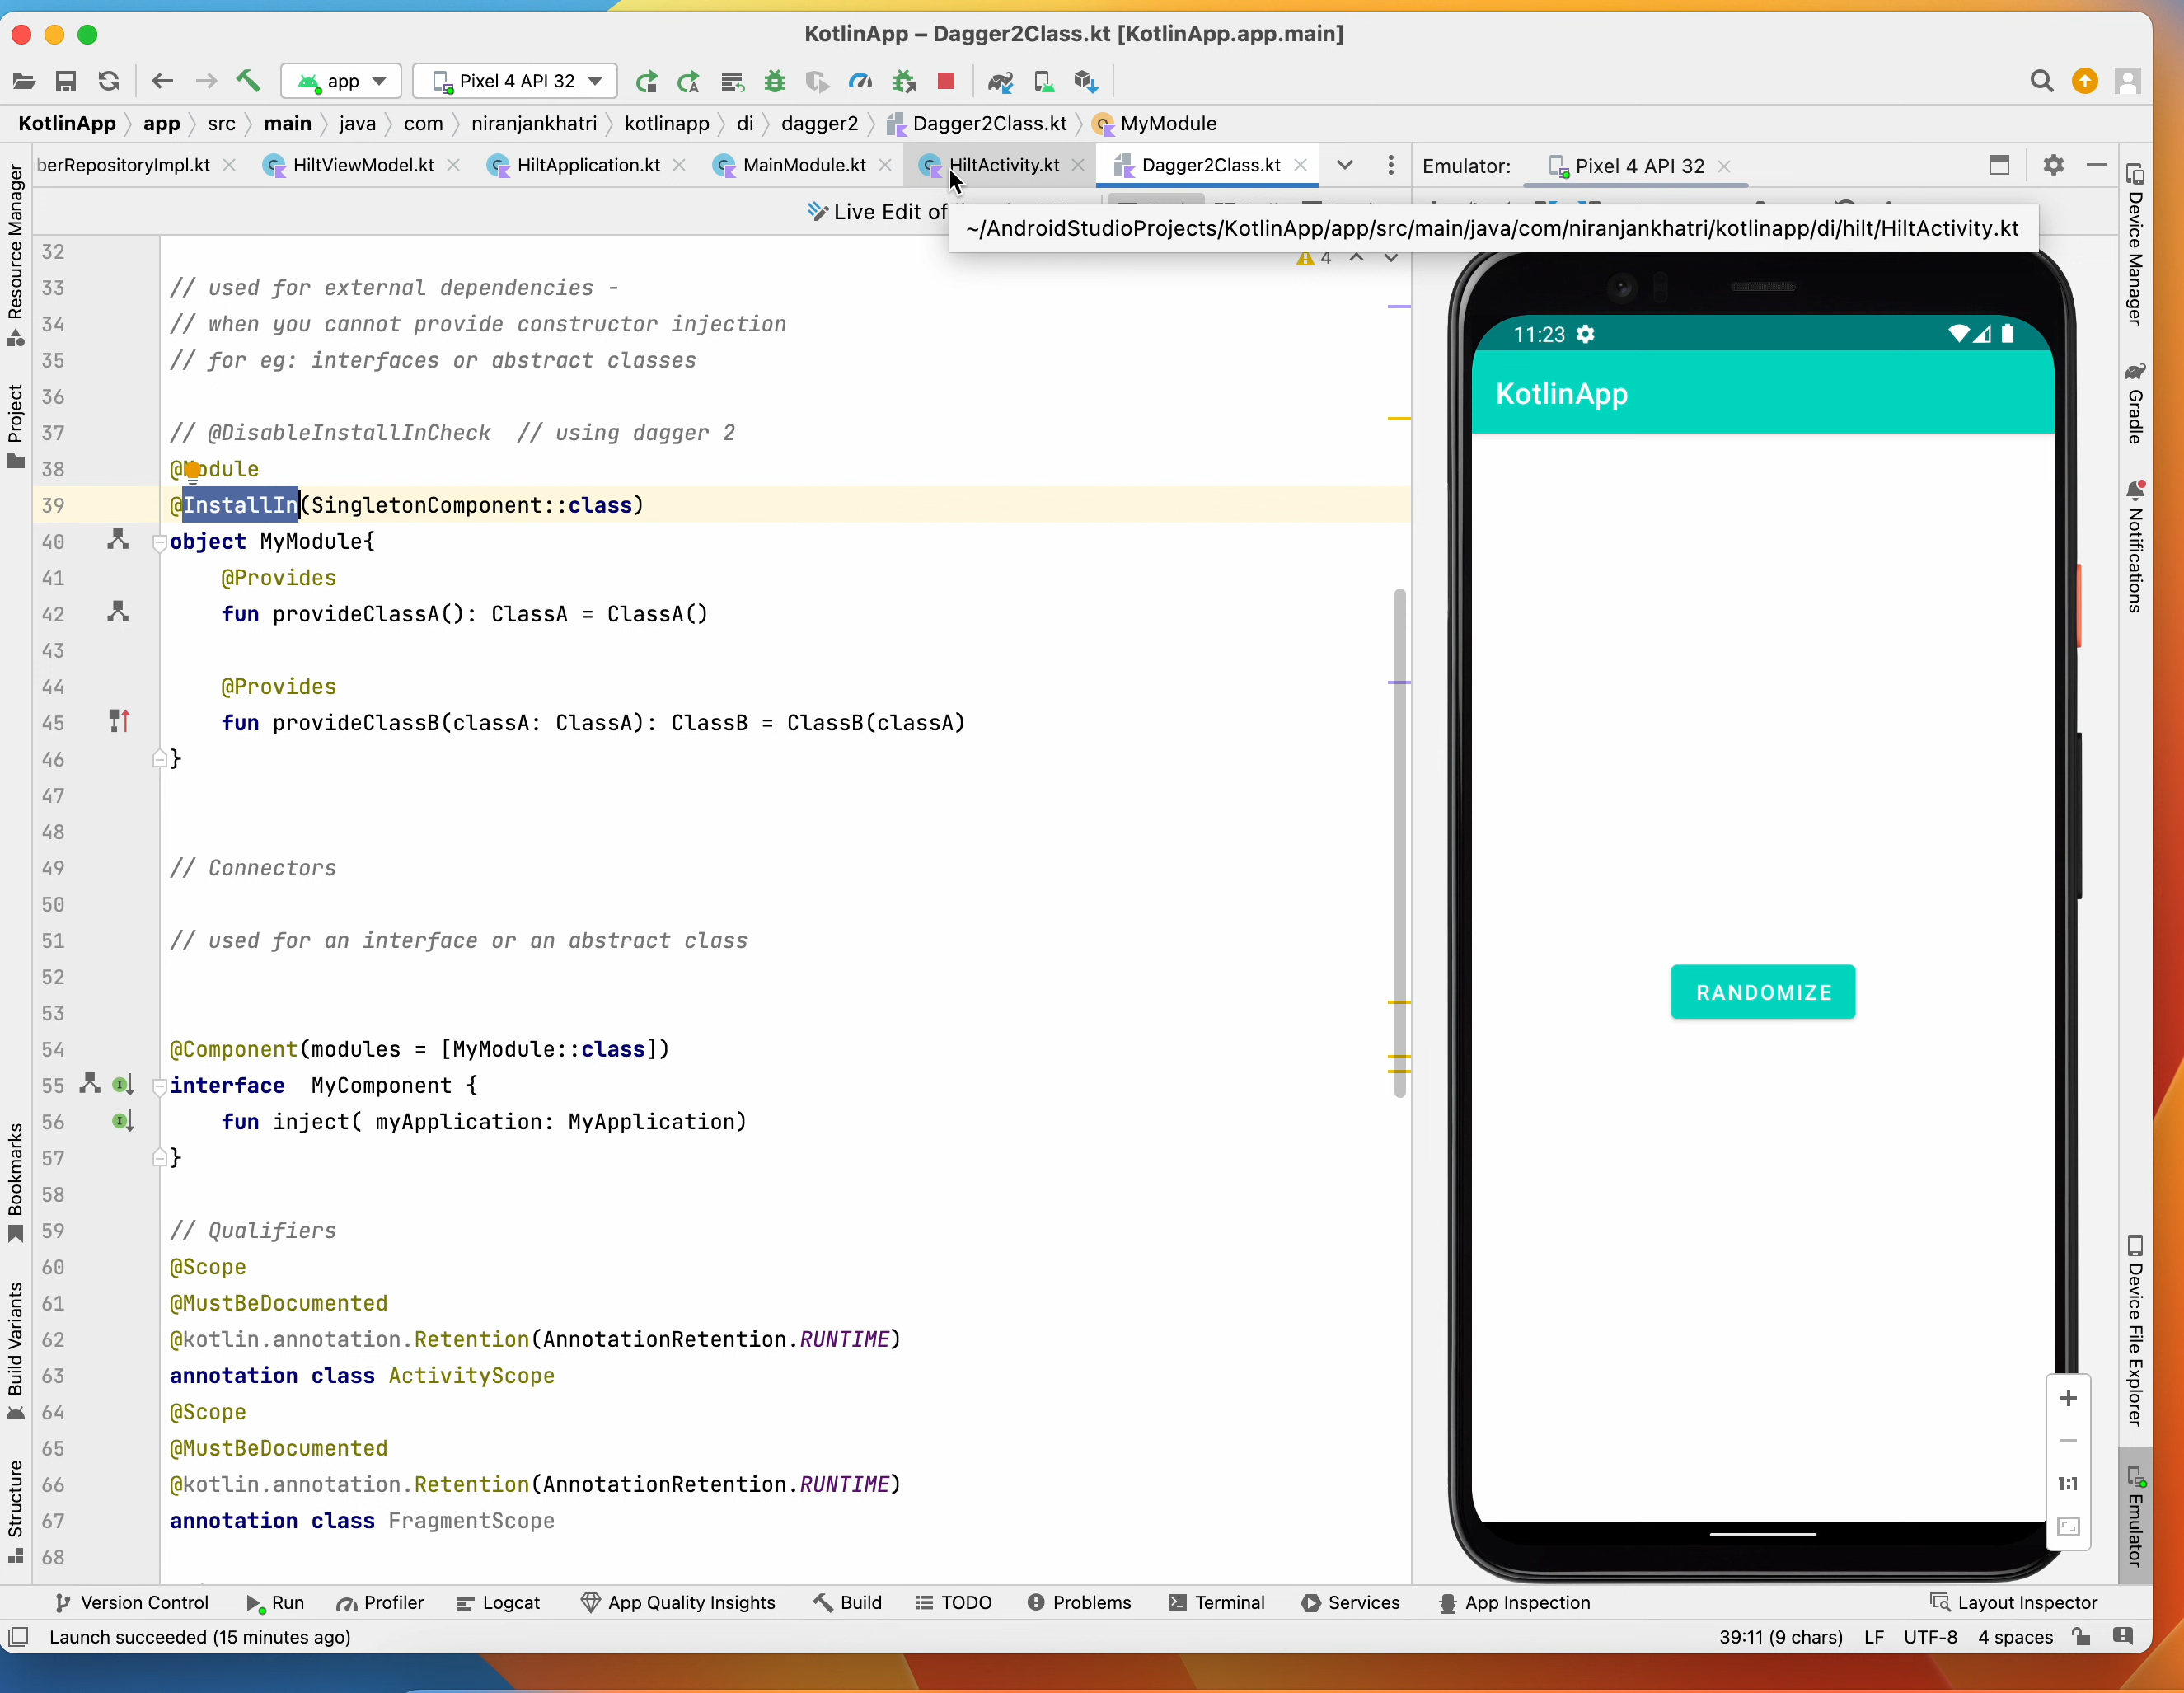 KotlinApp – Dagger2Class.kt [KotlinApp.app.main]
app
Pixel 4 API 32
KotlinApp
app
src
main
java
com
niranjankhatri
kotlinapp
di
dagger2
Dagger2Class.kt
MyModule
berRepositoryImpl.kt
HiltViewModel.kt
HiltApplication.kt
MainModule.kt
HiltActivity.kt
Dagger2Class.kt
Emulator:
Pixel 4 API 32
Live Edit of
~/AndroidStudioProjects/KotlinApp/app/src/main/java/com/niranjankhatri/kotlinapp/di/hilt/HiltActivity.kt
4
32
33 // used for external dependencies -
34 // when you cannot provide constructor injection
35 // for eg: interfaces or abstract classes
36
37 // @DisableInstallInCheck // using dagger 2
38 @Module
39 @InstallIn(SingletonComponent::class)
40 object MyModule{
41 @Provides
42 fun provideClassA(): ClassA = ClassA()
43
44 @Provides
45 fun provideClassB(classA: ClassA): ClassB = ClassB(classA)
46 }
47
48
49 // Connectors
50
51 // used for an interface or an abstract class
52
53
54 @Component(modules = [MyModule::class])
55 interface MyComponent {
56 fun inject( myApplication: MyApplication)
57 }
58
59 // Qualifiers
60 @Scope
61 @MustBeDocumented
62 @kotlin.annotation.Retention(AnnotationRetention.RUNTIME)
63 annotation class ActivityScope
64 @Scope
65 @MustBeDocumented
66 @kotlin.annotation.Retention(AnnotationRetention.RUNTIME)
67 annotation class FragmentScope
68
11:23
KotlinApp
RANDOMIZE
1:1
Resource Manager
Project
Bookmarks
Build Variants
Structure
Device Manager
Gradle
Notifications
Device File Explorer
Emulator
Version Control
Run
Profiler
Logcat
App Quality Insights
Build
TODO
Problems
Terminal
Services
App Inspection
Layout Inspector
Launch succeeded (15 minutes ago)
39:11 (9 chars)
LF
UTF-8
4 spaces